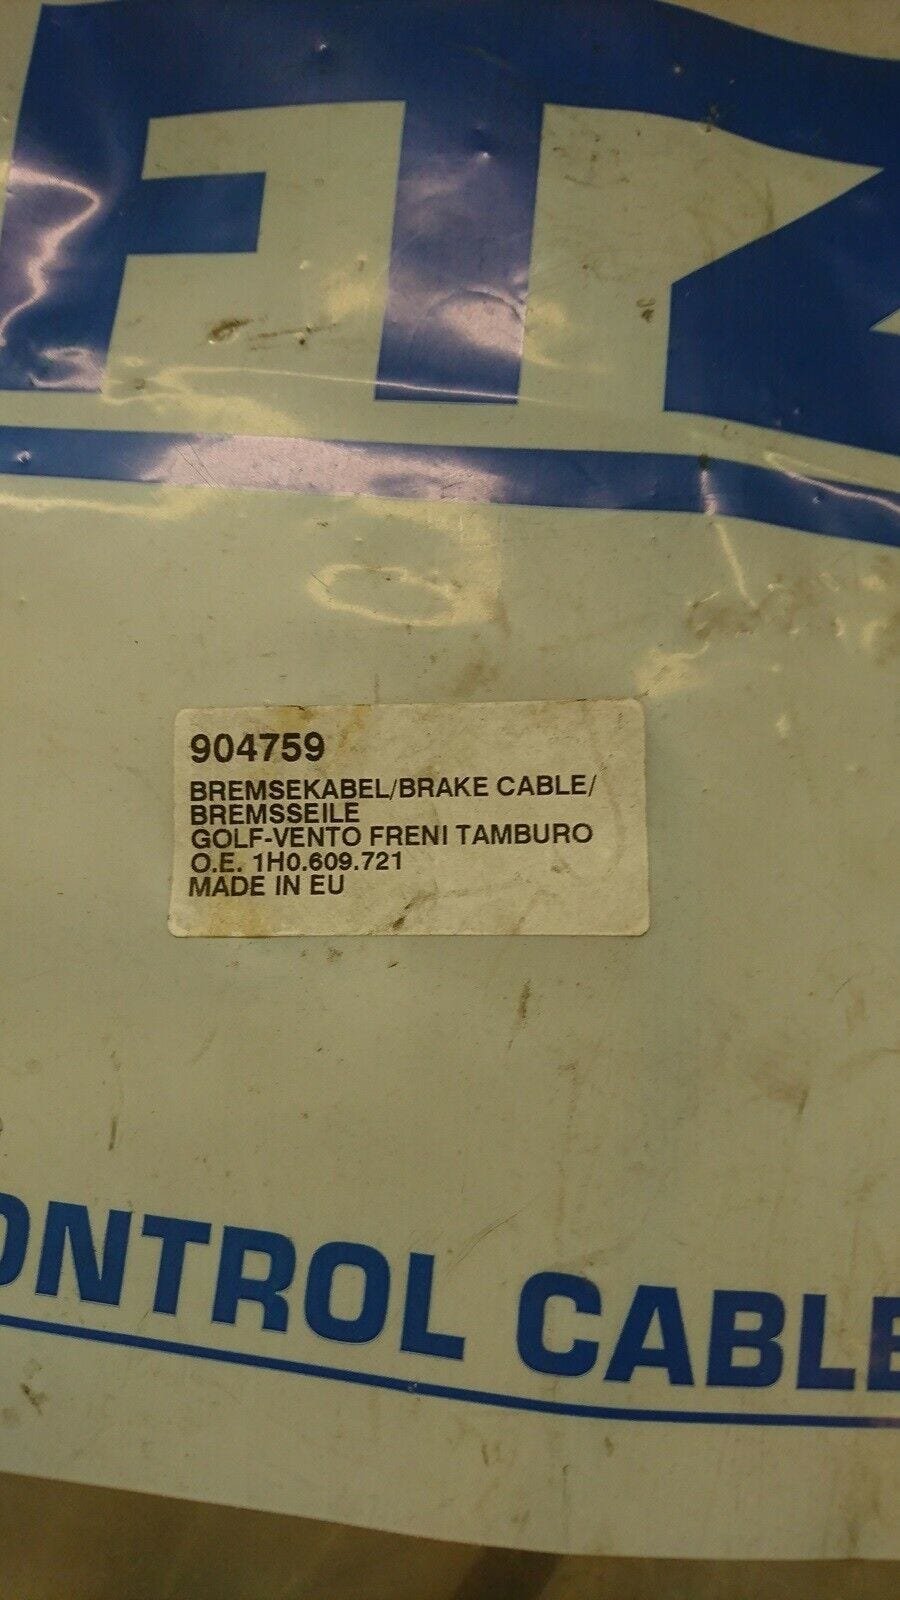 904759
BREMSEKABEL/BRAKE CABLE/
BREMSSEILE
GOLF-VENTO FRENI TAMBURO
O.E. 1H0.609.721
MADE IN EU
ONTROL CABLE